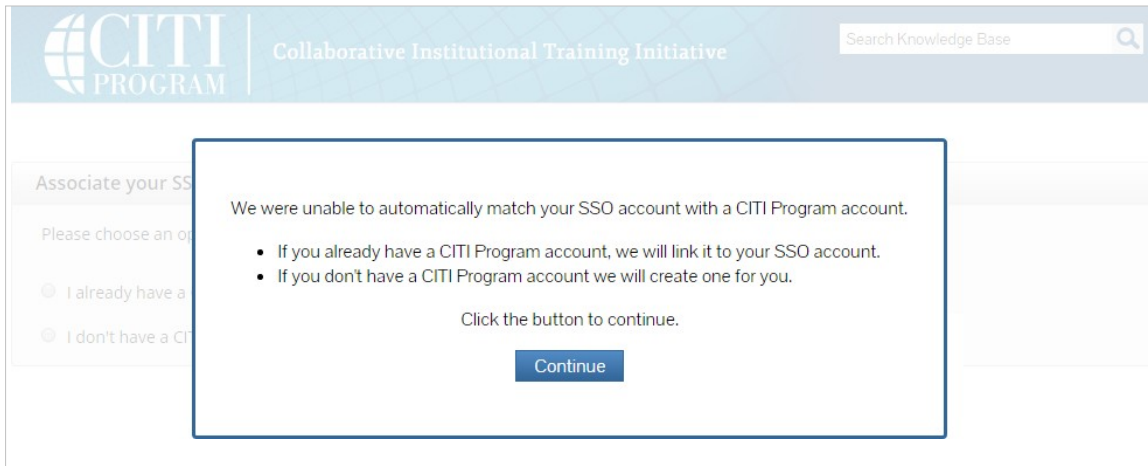 CITI
PROGRAM
Collaborative Institutional Training Initiative
Search Knowledge Base
Associate your SS
Please choose an op
I already have a
I don't have a CIT
We were unable to automatically match your SSO account with a CITI Program account.
If you already have a CITI Program account, we will link it to your SSO account.
If you don't have a CITI Program account we will create one for you.
Click the button to continue.
Continue